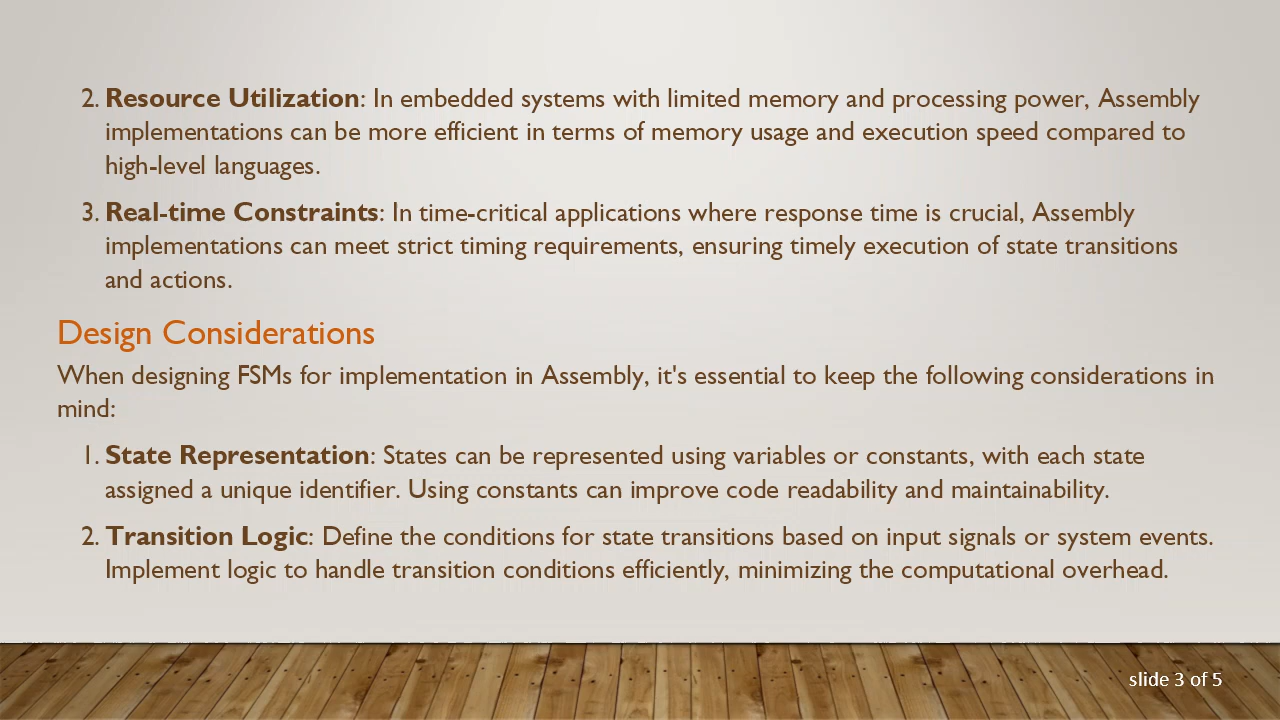 2. Resource Utilization: In embedded systems with limited memory and processing power, Assembly
implementations can be more efficient in terms of memory usage and execution speed compared to
high-level languages.
3. Real-time Constraints: In time-critical applications where response time is crucial, Assembly
implementations can meet strict timing requirements, ensuring timely execution of state transitions
and actions.
Design Considerations
When designing FSMs for implementation in Assembly, it's essential to keep the following considerations in
mind:
1. State Representation: States can be represented using variables or constants, with each state
assigned a unique identifier. Using constants can improve code readability and maintainability.
2. Transition Logic: Define the conditions for state transitions based on input signals or system events.
Implement logic to handle transition conditions efficiently, minimizing the computational overhead.
slide 3 of 5